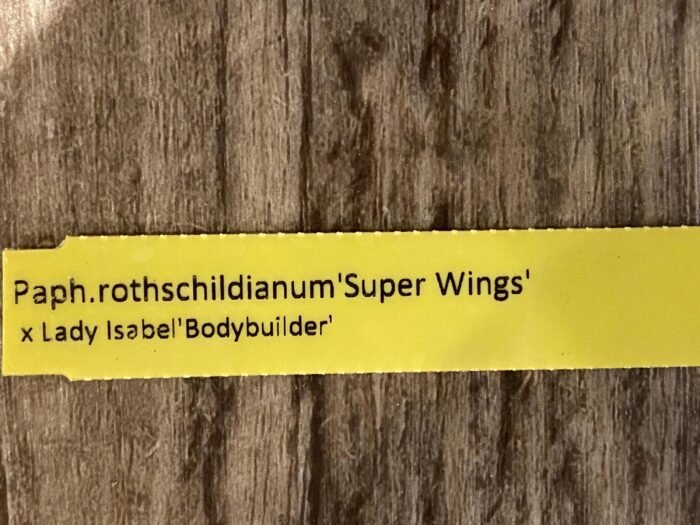 Paph.rothschildianum'Super Wings'
x Lady Isabel'Bodybuilder'